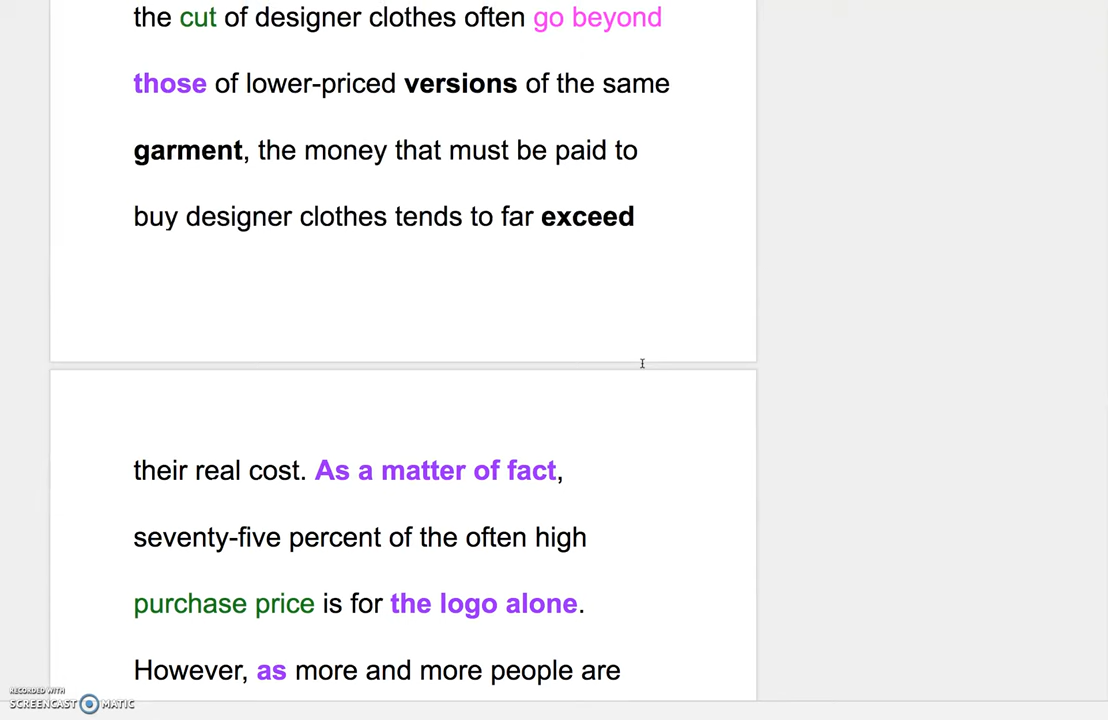 the cut of designer clothes often go beyond
those of lower-priced versions of the same
garment, the money that must be paid to
buy designer clothes tends to far exceed
their real cost. As a matter of fact,
seventy-five percent of the often high
purchase price is for the logo alone.
However, as more and more people are
RECORDED WITH
SCREENCAST MATIC